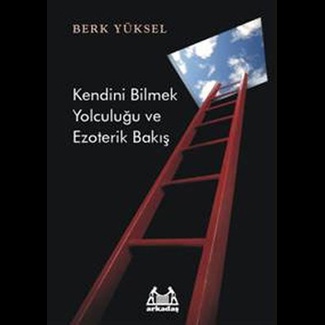 BERK YÜKSEL
Kendini Bilmek
Yolculuğu ve
Ezoterik Bakış
arkadaş